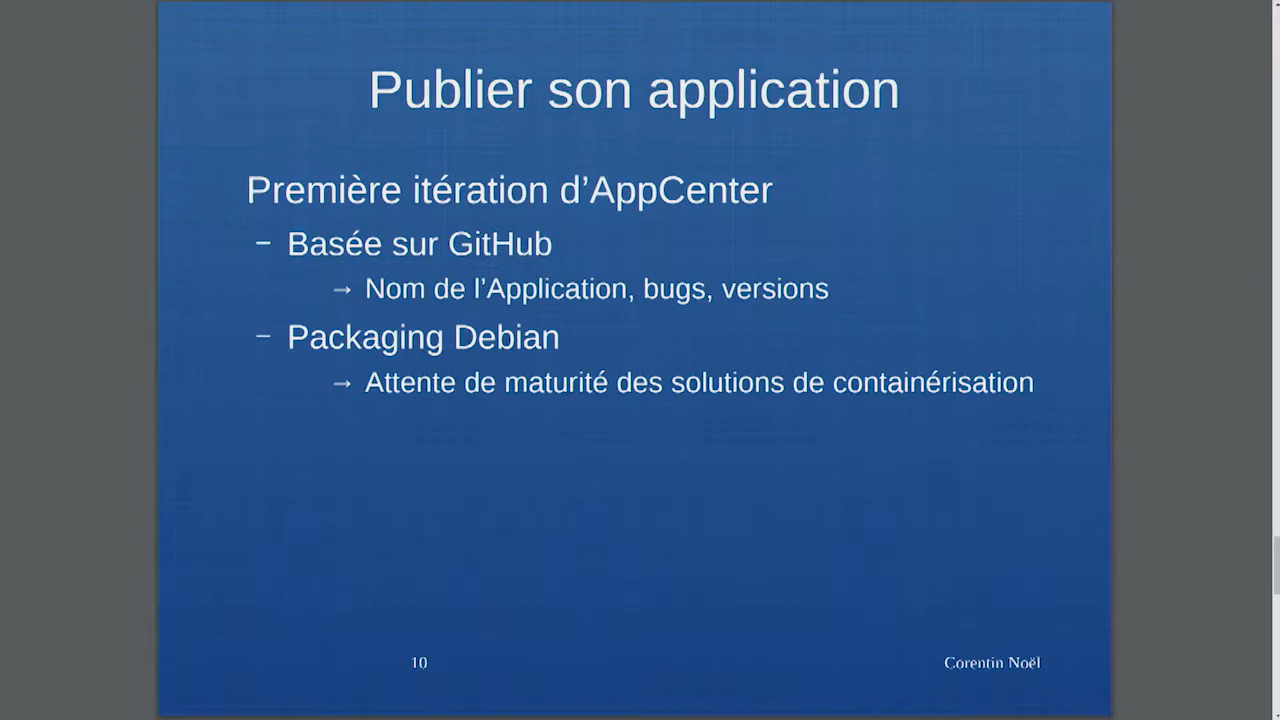 Publier son application
Première itération d’AppCenter
– Basée sur GitHub
→ Nom de l’Application, bugs, versions
– Packaging Debian
→ Attente de maturité des solutions de containérisation
10
Corentin Noël